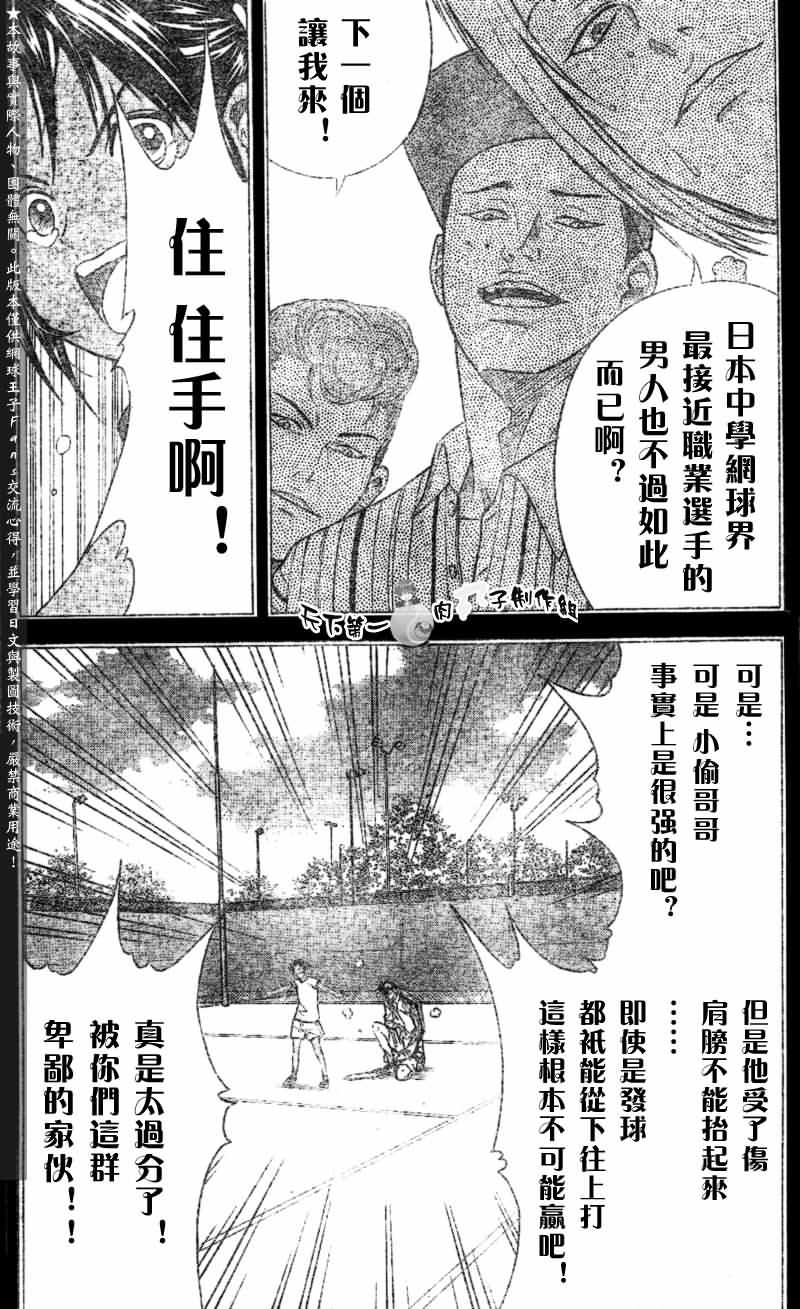 下一個
讓我來！
日本中學網球界
最接近職業選手的
男人也不過如此
而已啊？
住 住手啊！
天下第一
肉
子制作組
可是…
可是 小偷哥哥
事實上是很强的吧？
但是他受了傷
肩膀不能抬起來
……
即使是發球
都衹能從下往上打
這樣根本不可能贏吧！
真是太過分了！
被你們這群
卑鄙的家伙！！
★本故事與實際人物、團體無關。此版本僅供網球王子Fans交流心得，並學習日文與製圖技術，嚴禁商業用途！